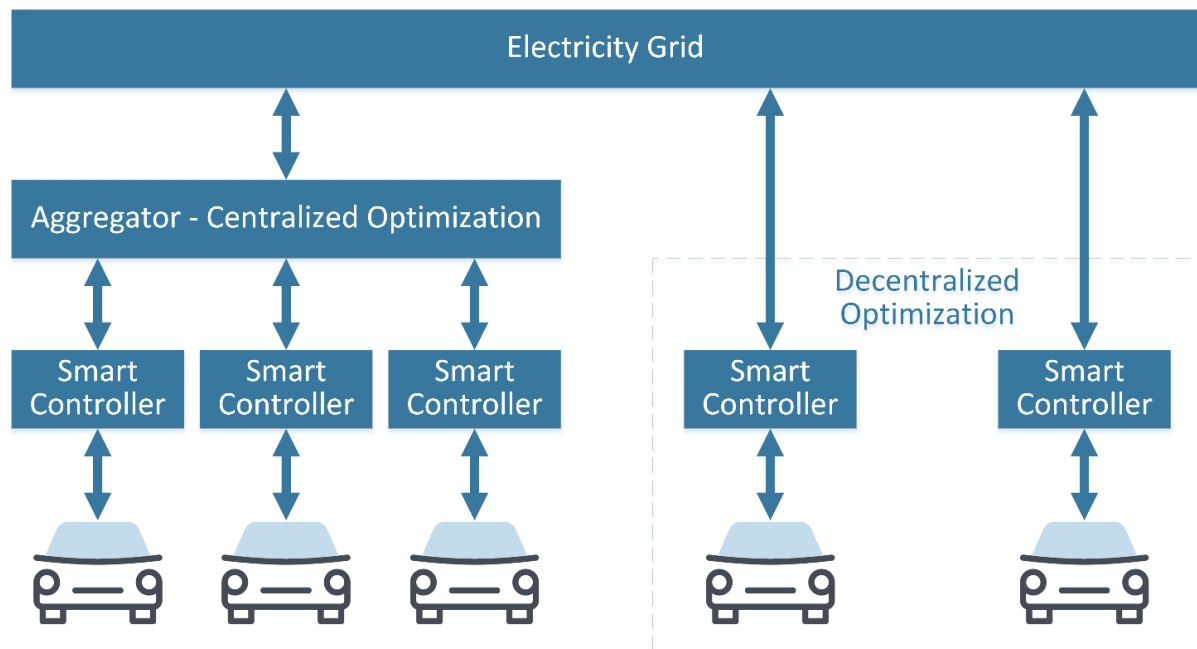 Electricity Grid
Aggregator - Centralized Optimization
Decentralized
Optimization
Smart
Controller
Smart
Controller
Smart
Controller
Smart
Controller
Smart
Controller